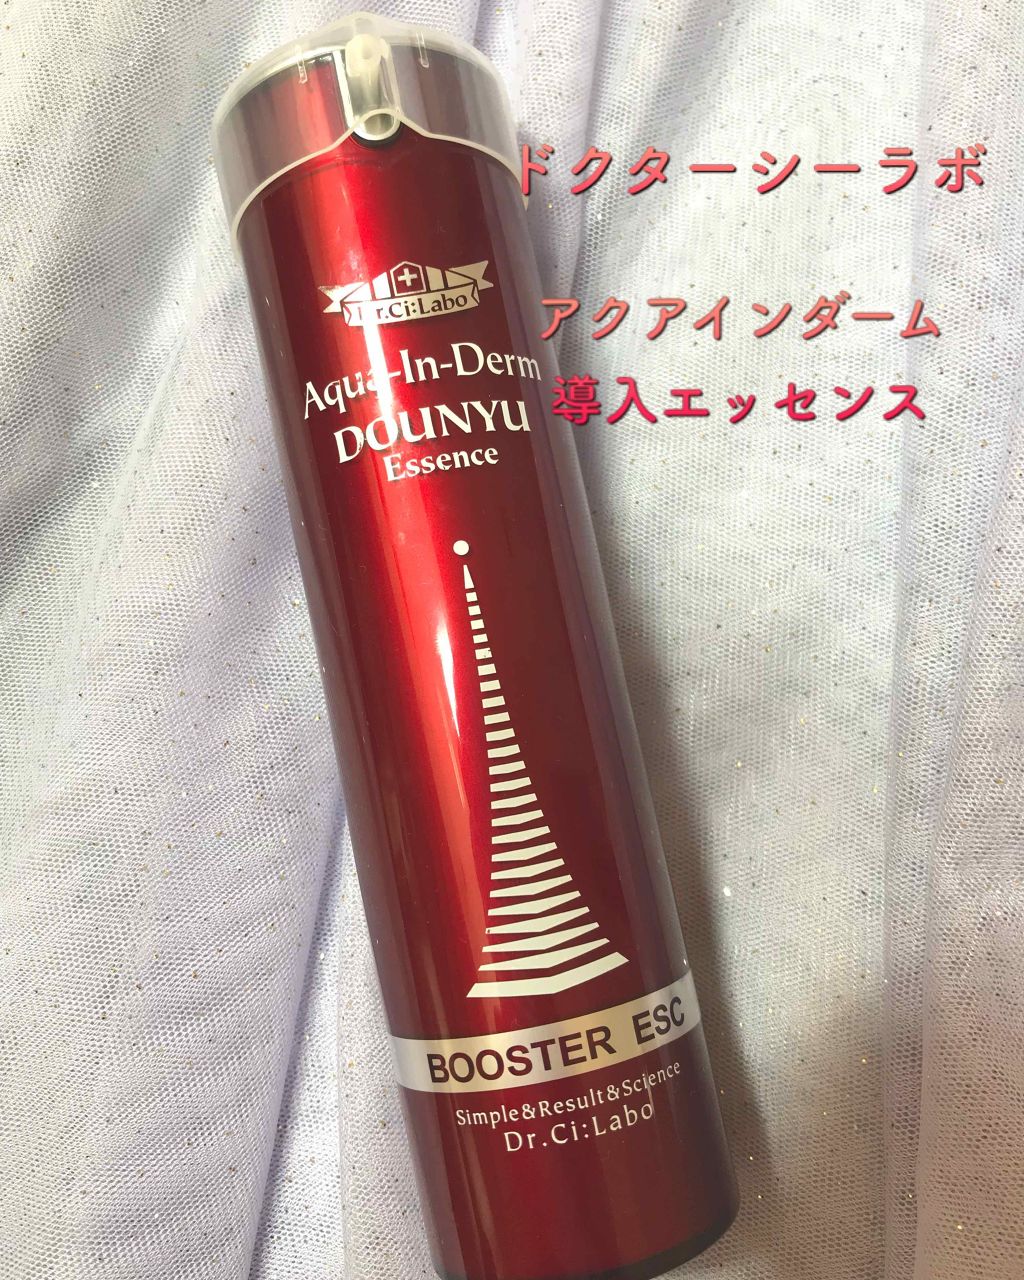 ドクターシーラボ
アクアインダーム
導入エッセンス
Dr.Ci:Labo
Aqua-In-Derm
DOUNYU
Essence
BOOSTER ESC
Simple&Result&Science
Dr.Ci:Labo